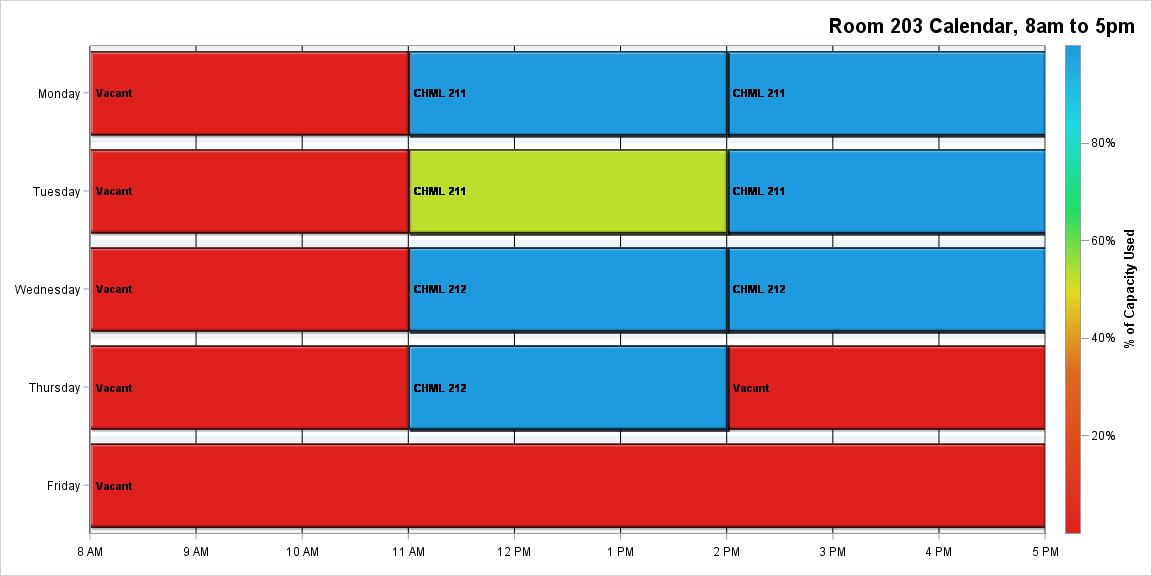 Room 203 Calendar, 8am to 5pm
Monday Vacant CHML 211 CHML 211
Tuesday Vacant CHML 211 CHML 211
Wednesday Vacant CHML 212 CHML 212
Thursday Vacant CHML 212 Vacant
Friday Vacant
8 AM 9 AM 10 AM 11 AM 12 PM 1 PM 2 PM 3 PM 4 PM 5 PM
80%
60%
40%
20%
% of Capacity Used